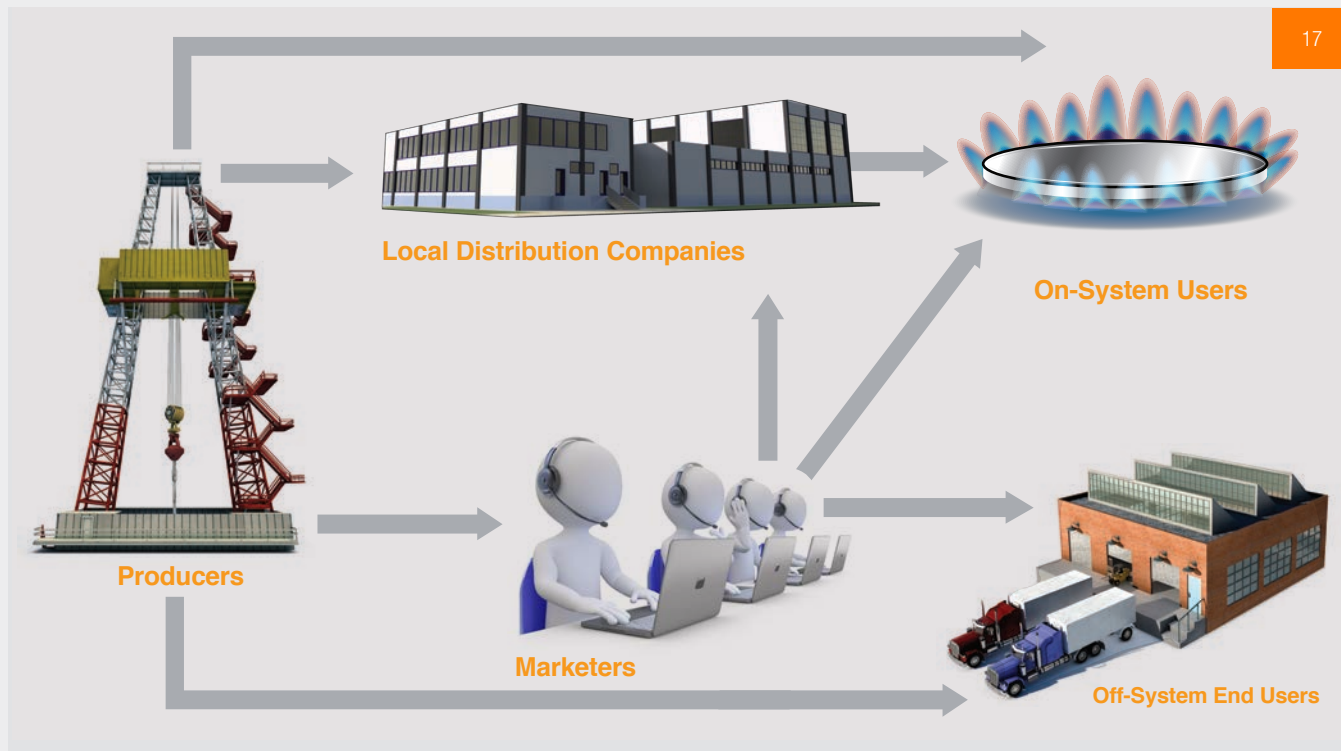 17
Local Distribution Companies
On-System Users
Producers
Marketers
Off-System End Users